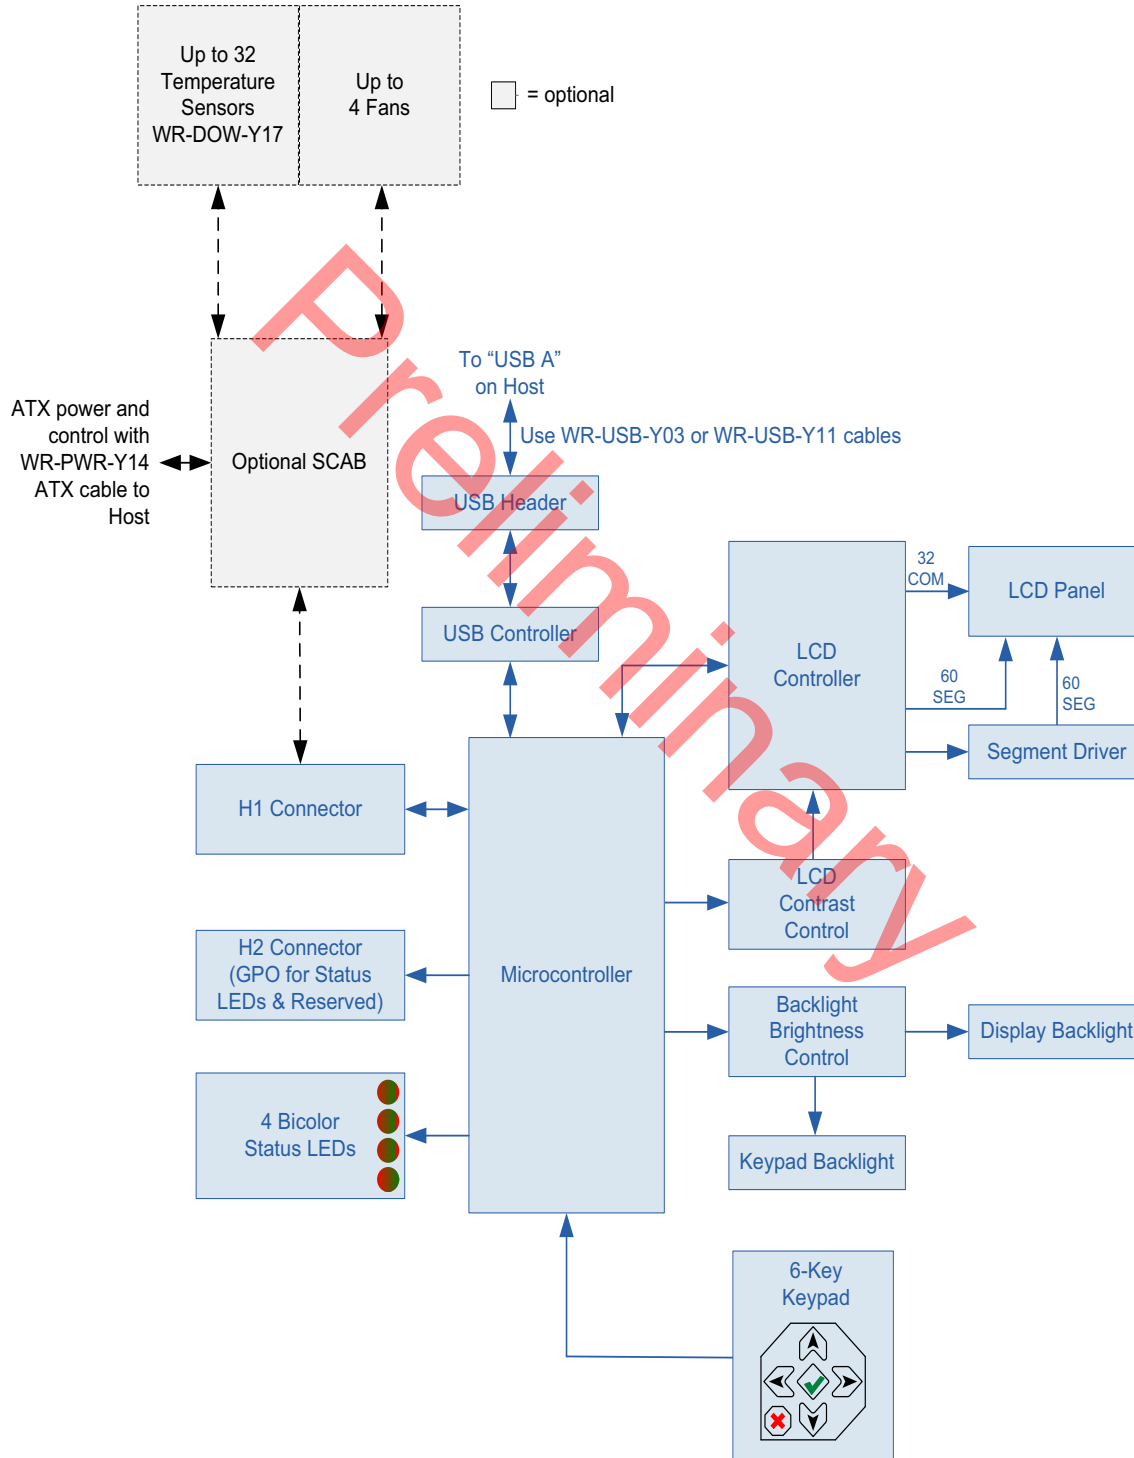 Up to 32
Temperature
Sensors
WR-DOW-Y17
Up to
4 Fans
= optional
To “USB A”
on Host
Use WR-USB-Y03 or WR-USB-Y11 cables
ATX power and
control with
WR-PWR-Y14
ATX cable to
Host
Optional SCAB
USB Header
USB Controller
LCD
Controller
32
COM
LCD Panel
60
SEG
60
SEG
Segment Driver
H1 Connector
LCD
Contrast
Control
H2 Connector
(GPO for Status
LEDs & Reserved)
Microcontroller
Backlight
Brightness
Control
Display Backlight
4 Bicolor
Status LEDs
Keypad Backlight
6-Key
Keypad
Preliminary